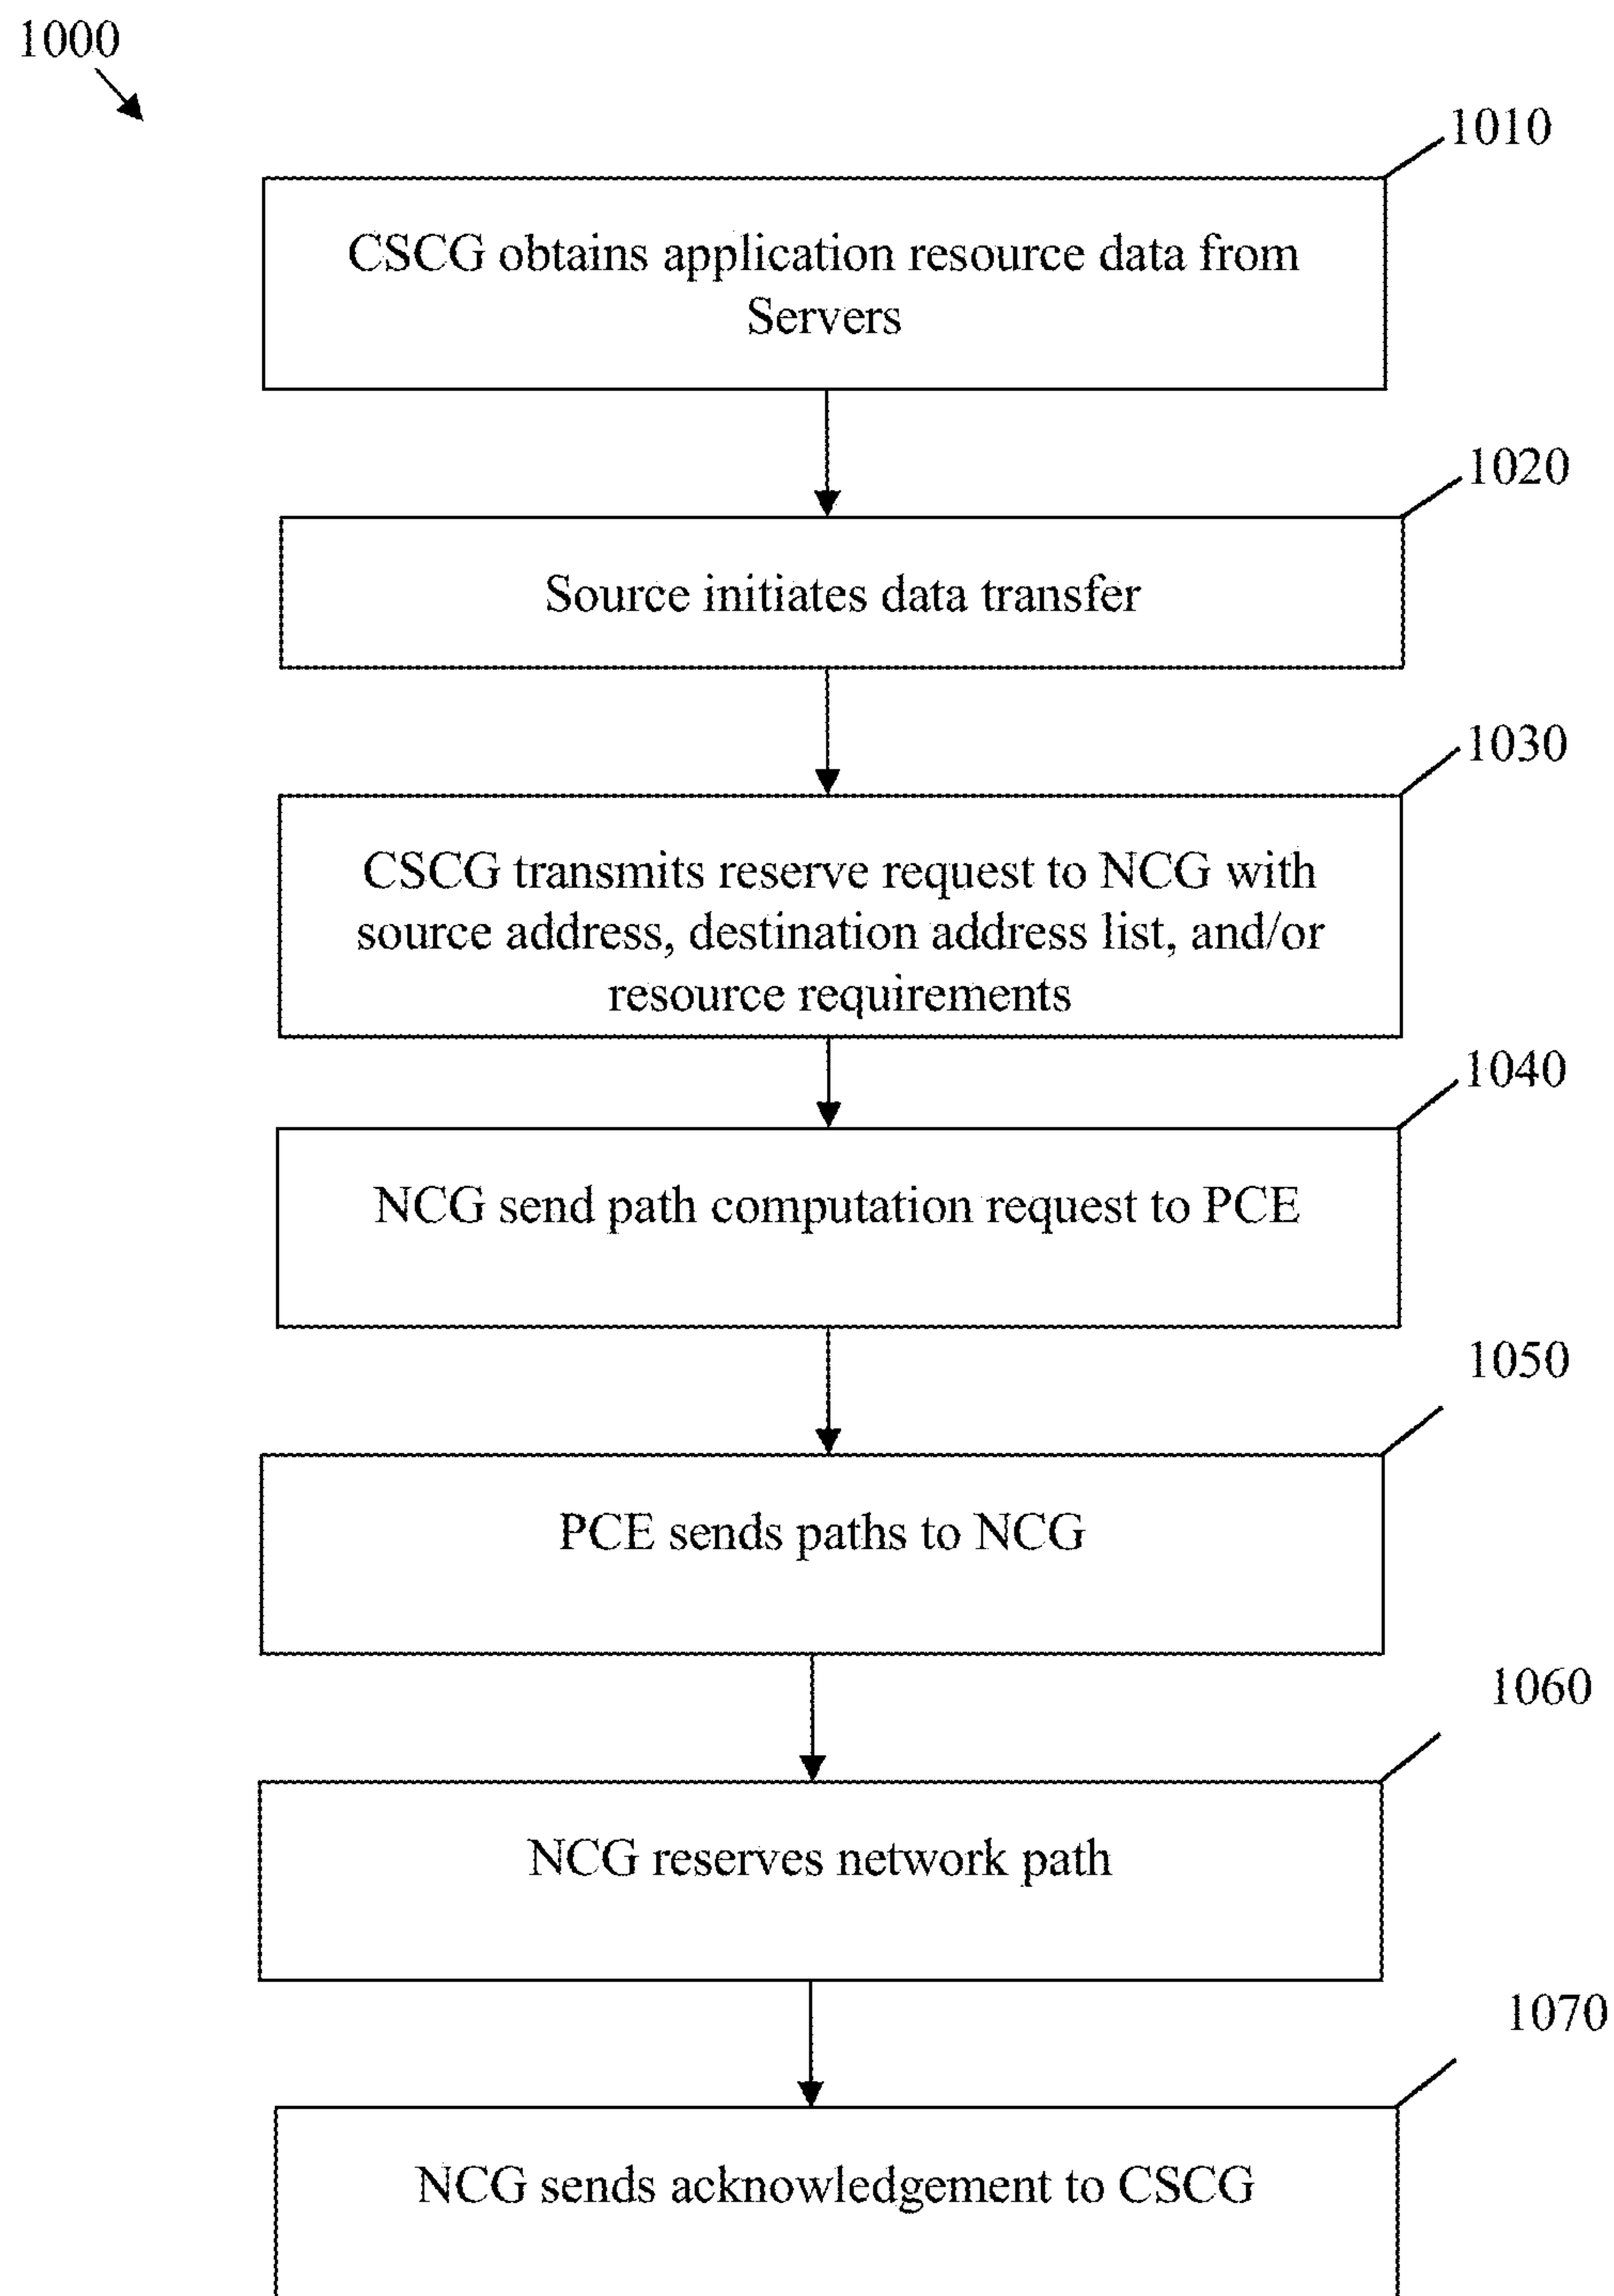 1000
1010
CSCG obtains application resource data from
Servers
1020
Source initiates data transfer
1030
CSCG transmits reserve request to NCG with
source address, destination address list, and/or
resource requirements
1040
NCG send path computation request to PCE
1050
PCE sends paths to NCG
1060
NCG reserves network path
1070
NCG sends acknowledgement to CSCG